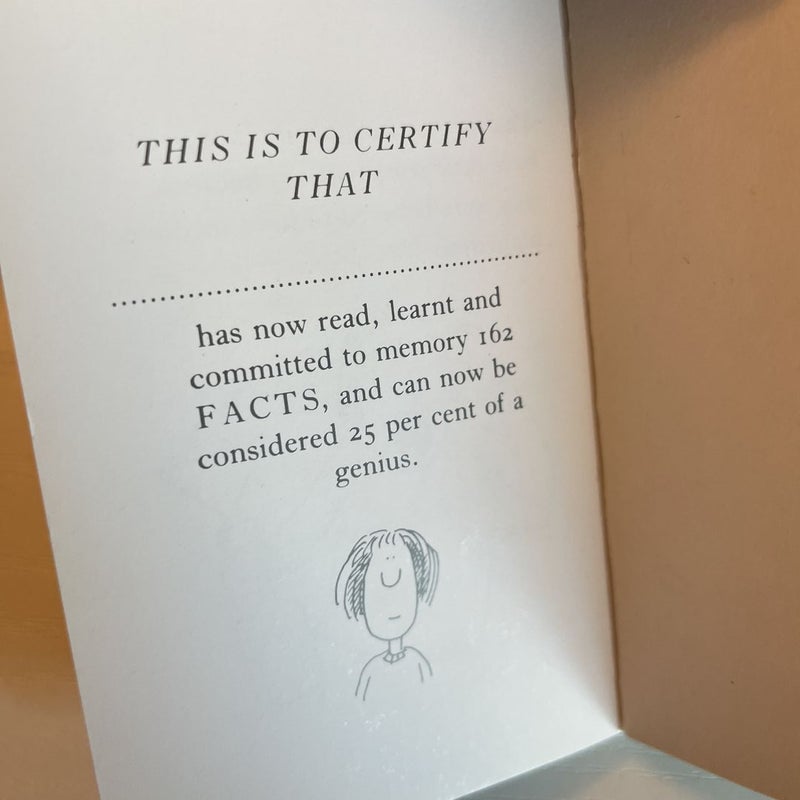 THIS IS TO CERTIFY
THAT
has now read, learnt and
committed to memory 162
FACTS, and can now be
considered 25 per cent of a
genius.